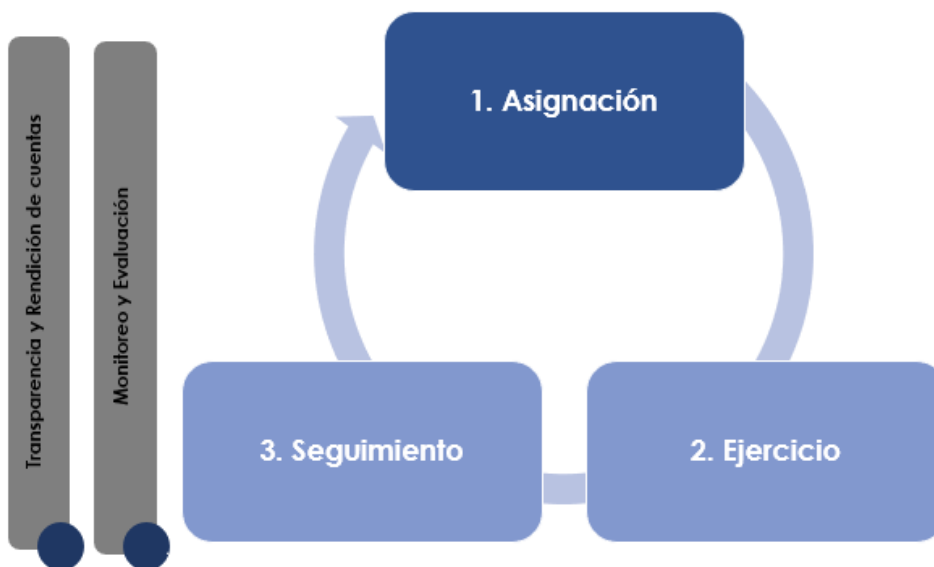 Transparencia y Rendición de cuentas
Monitoreo y Evaluación
1. Asignación
3. Seguimiento
2. Ejercicio